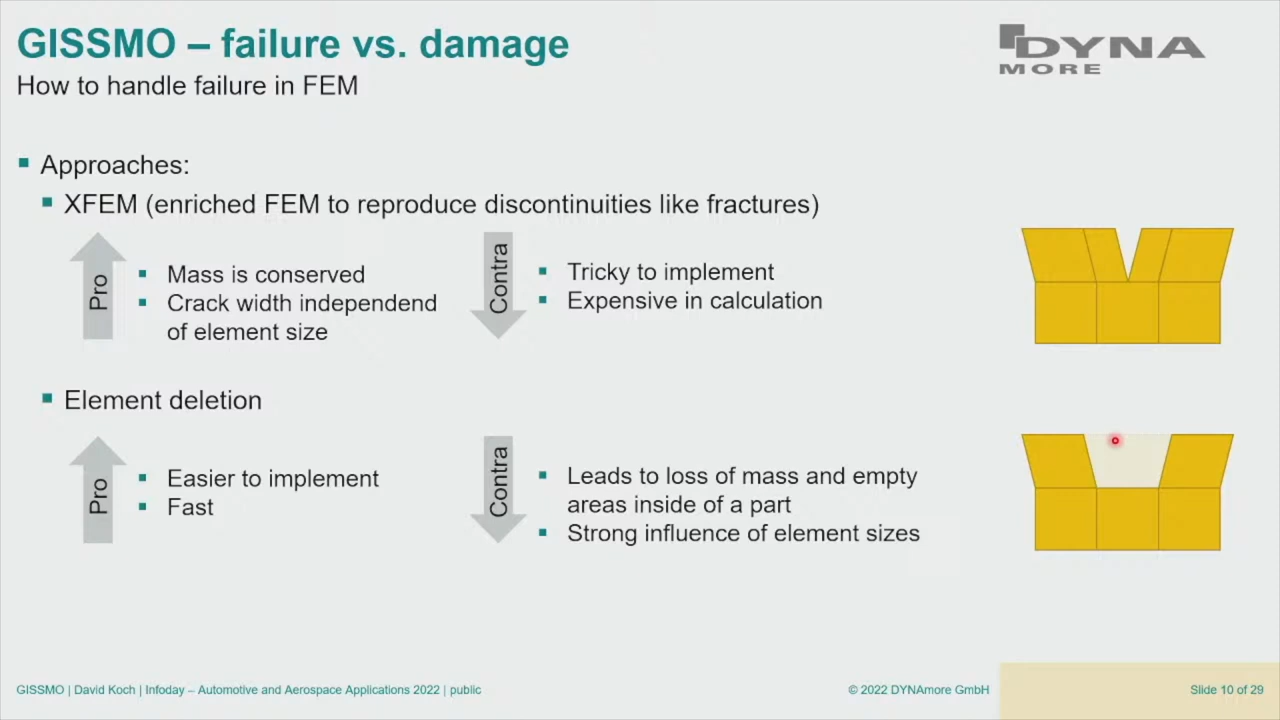 GISSMO – failure vs. damage
How to handle failure in FEM
DYNA
MORE
Approaches:
XFEM (enriched FEM to reproduce discontinuities like fractures)
Pro
Mass is conserved
Crack width independend
of element size
Contra
Tricky to implement
Expensive in calculation
Element deletion
Pro
Easier to implement
Fast
Contra
Leads to loss of mass and empty
areas inside of a part
Strong influence of element sizes
GISSMO | David Koch | Infoday – Automotive and Aerospace Applications 2022 | public
© 2022 DYNAmore GmbH
Slide 10 of 29